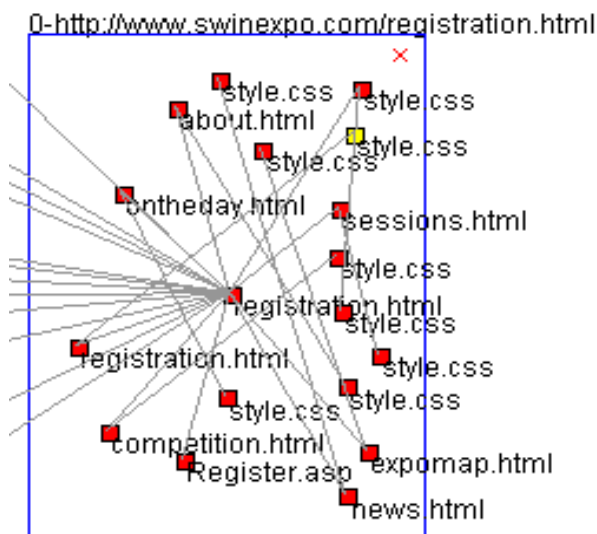 0-http://www.swinexpo.com/registration.html
style.css
style.css
about.html
style.css
style.css
ontheday.html
sessions.html
style.css
registration.html
style.css
registration.html
style.css
style.css
style.css
competition.html
Register.asp
expomap.html
news.html